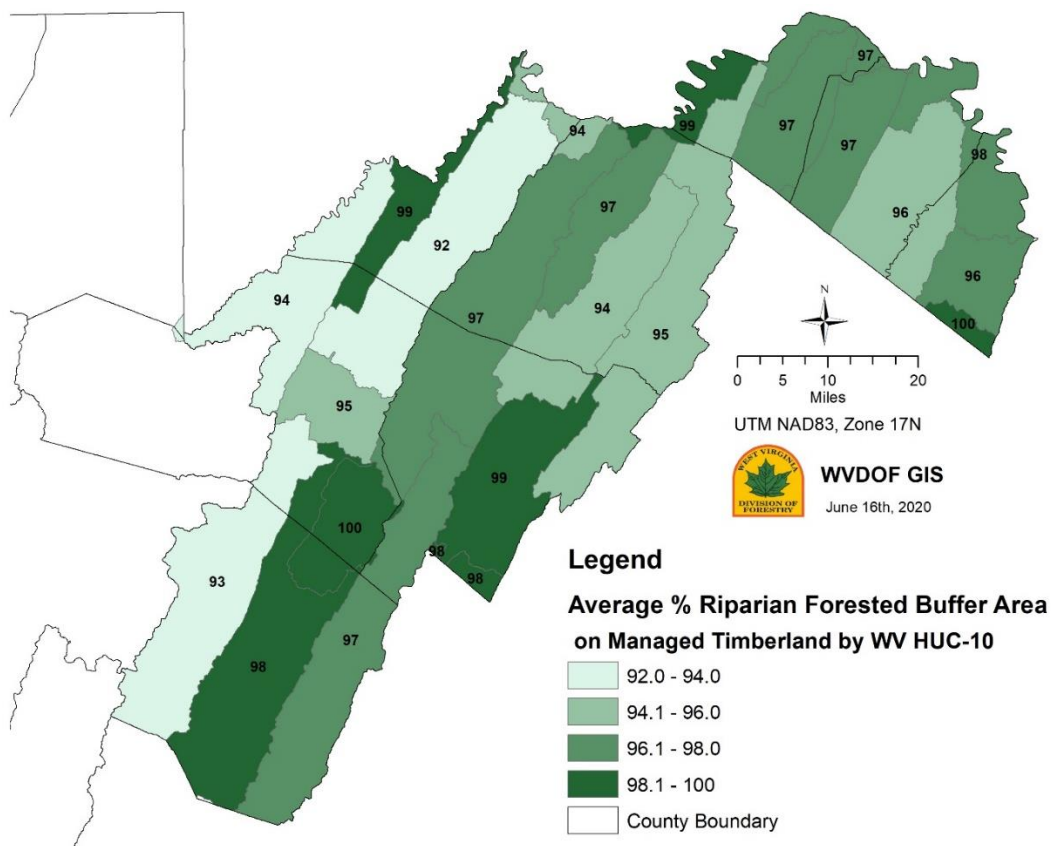 97
99
97
94
97
98
99
97
92
96
94
97
94
96
95
100
95
99
100
98
98
93
97
98
N
0 5 10 20
Miles
UTM NAD83, Zone 17N
WEST VIRGINIA
DIVISION OF
FORESTRY
WVDOF GIS
June 16th, 2020
Legend
Average % Riparian Forested Buffer Area
on Managed Timberland by WV HUC-10
92.0 - 94.0
94.1 - 96.0
96.1 - 98.0
98.1 - 100
County Boundary